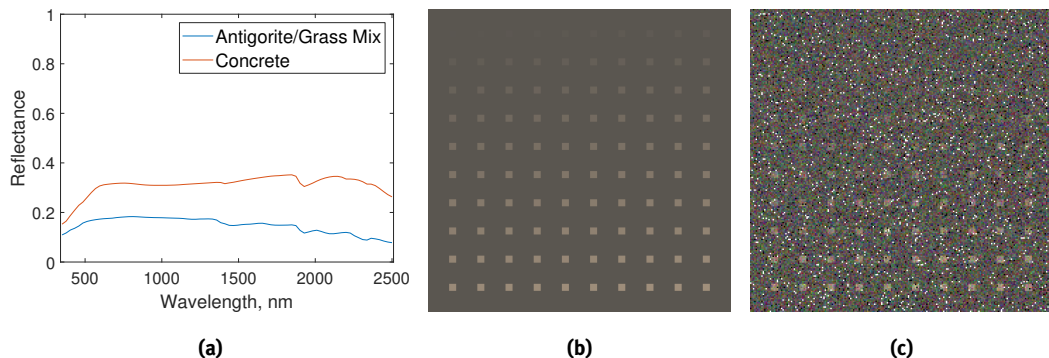 1
0.8
0.6
0.4
0.2
0
Reflectance
Antigorite/Grass Mix
Concrete
500 1000 1500 2000 2500
Wavelength, nm
(a) (b) (c)